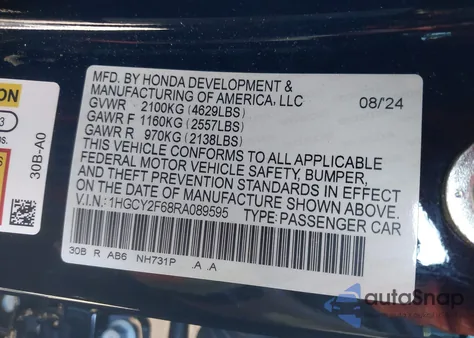 ON
3
30B-A0
MFD. BY HONDA DEVELOPMENT &
MANUFACTURING OF AMERICA, LLC 08/'24
GVWR 2100KG (4629LBS)
GAWR F 1160KG (2557LBS)
GAWR R 970KG (2138LBS)
THIS VEHICLE CONFORMS TO ALL APPLICABLE
FEDERAL MOTOR VEHICLE SAFETY, BUMPER,
AND THEFT PREVENTION STANDARDS IN EFFECT
ON THE DATE OF MANUFACTURE SHOWN ABOVE.
V.I.N.: 1HGCY2F68RA089595 TYPE: PASSENGER CAR
30B R AB6 NH731P .A .A
autoSnap